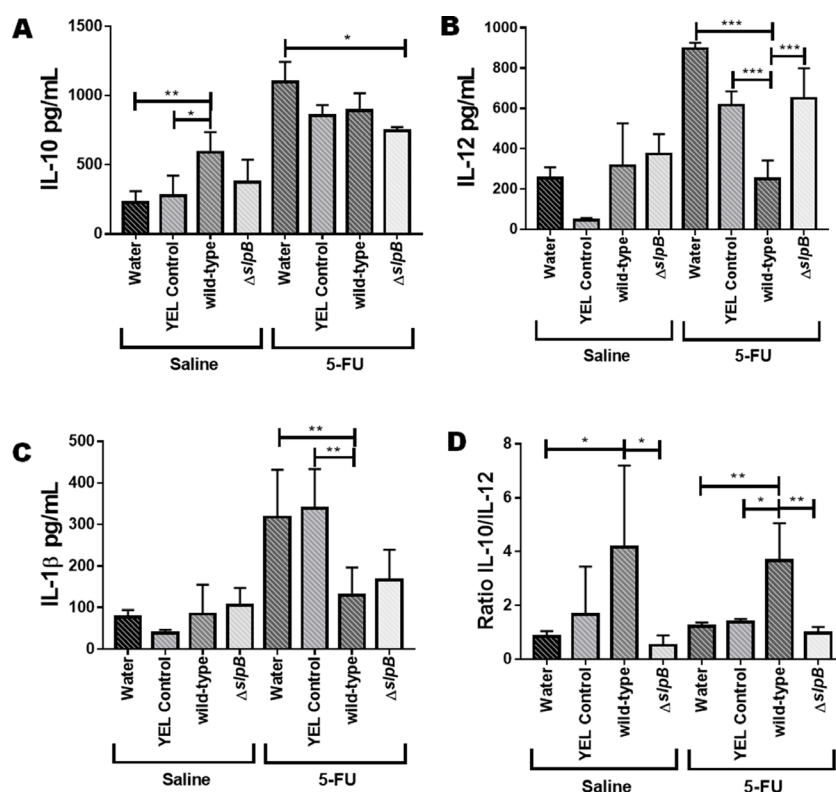 A
IL-10 pg/mL
1500
1000
500
0
**
*
*
Water
YEL Control
wild-type
ΔslpB
Water
YEL Control
wild-type
ΔslpB
Saline
5-FU
B
IL-12 pg/mL
1000
800
600
400
200
0
***
***
***
Water
YEL Control
wild-type
ΔslpB
Water
YEL Control
wild-type
ΔslpB
Saline
5-FU
C
IL-1β pg/mL
500
400
300
200
100
0
**
**
Water
YEL Control
wild-type
ΔslpB
Water
YEL Control
wild-type
ΔslpB
Saline
5-FU
D
Ratio IL-10/IL-12
8
6
4
2
0
*
*
**
*
**
Water
YEL Control
wild-type
ΔslpB
Water
YEL Control
wild-type
ΔslpB
Saline
5-FU